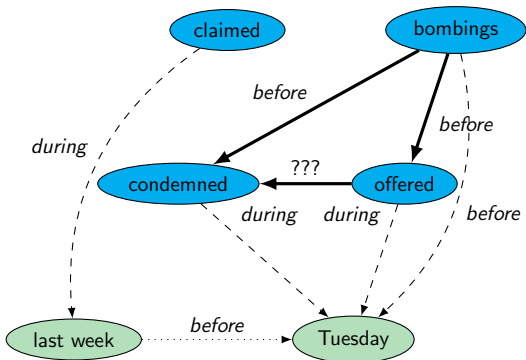 claimed
bombings
before
before
during
???
condemned
offered
during
during
before
last week
before
Tuesday